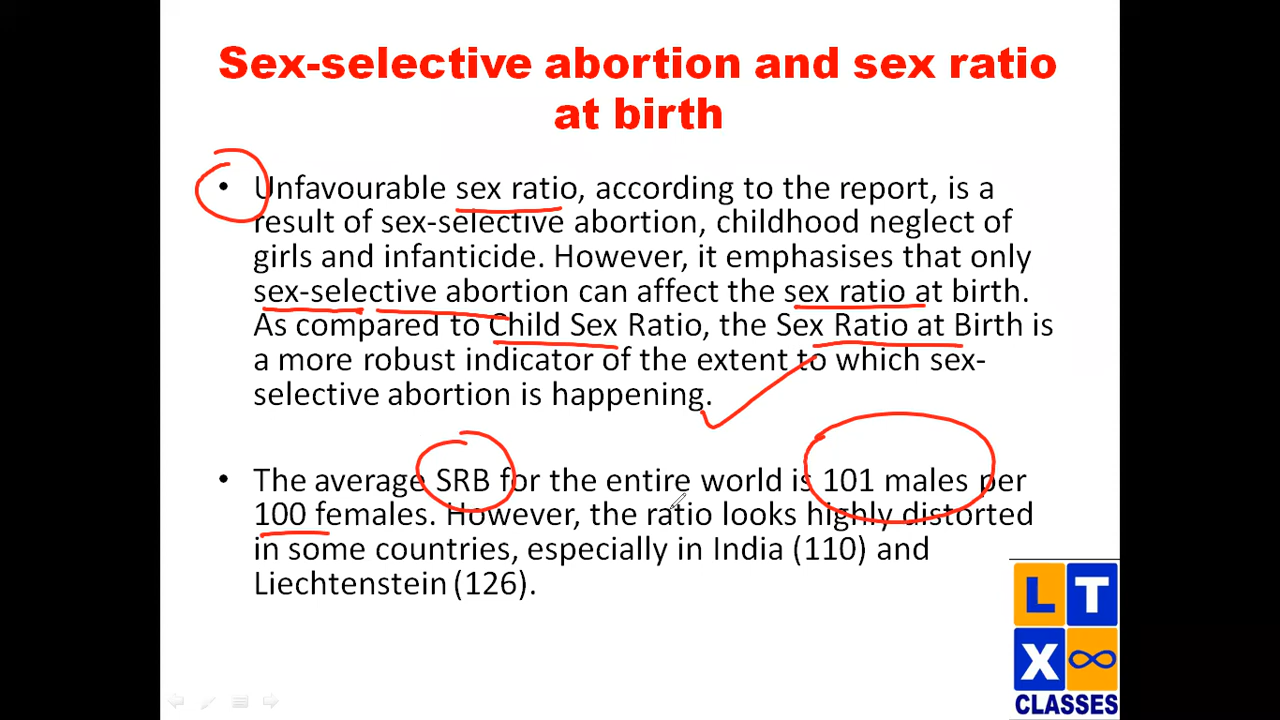 Sex-selective abortion and sex ratio
at birth
• Unfavourable sex ratio, according to the report, is a
result of sex-selective abortion, childhood neglect of
girls and infanticide. However, it emphasises that only
sex-selective abortion can affect the sex ratio at birth.
As compared to Child Sex Ratio, the Sex Ratio at Birth is
a more robust indicator of the extent to which sex-
selective abortion is happening.
• The average SRB for the entire world is 101 males per
100 females. However, the ratio looks highly distorted
in some countries, especially in India (110) and
Liechtenstein (126).
L T
X ∞
CLASSES